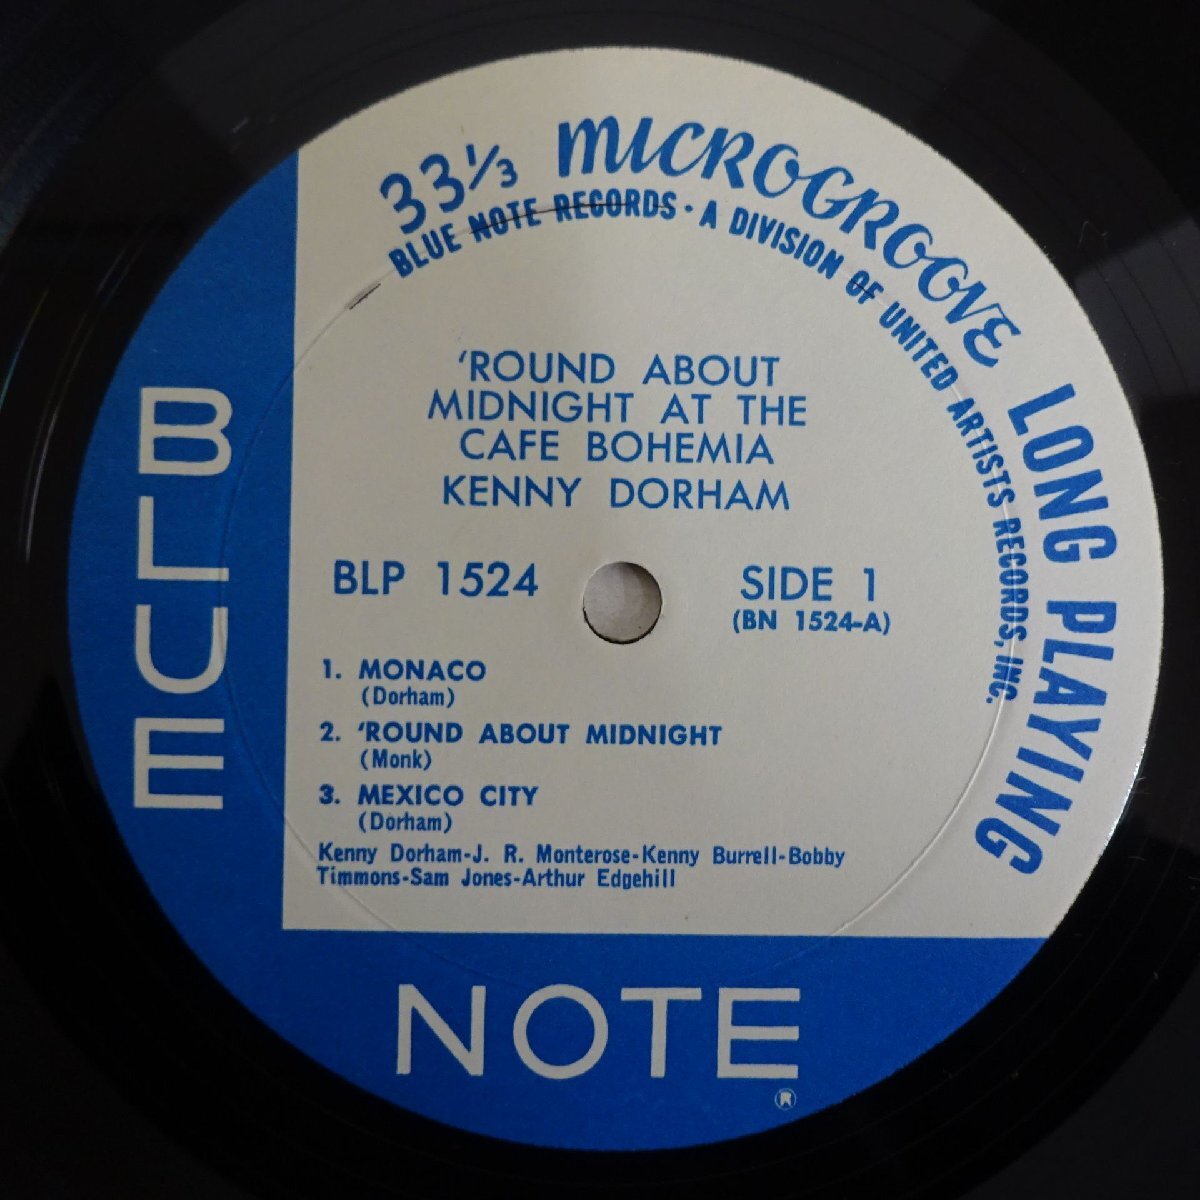 33⅓ MICROGROOVE LONG PLAYING
BLUE NOTE RECORDS · A DIVISION OF UNITED ARTISTS RECORDS, INC.
'ROUND ABOUT
MIDNIGHT AT THE
CAFE BOHEMIA
KENNY DORHAM
BLP 1524
SIDE 1
(BN 1524-A)
1. MONACO
(Dorham)
2. 'ROUND ABOUT MIDNIGHT
(Monk)
3. MEXICO CITY
(Dorham)
Kenny Dorham-J. R. Monterose-Kenny Burrell-Bobby
Timmons-Sam Jones-Arthur Edgehill
BLUE
NOTE
®